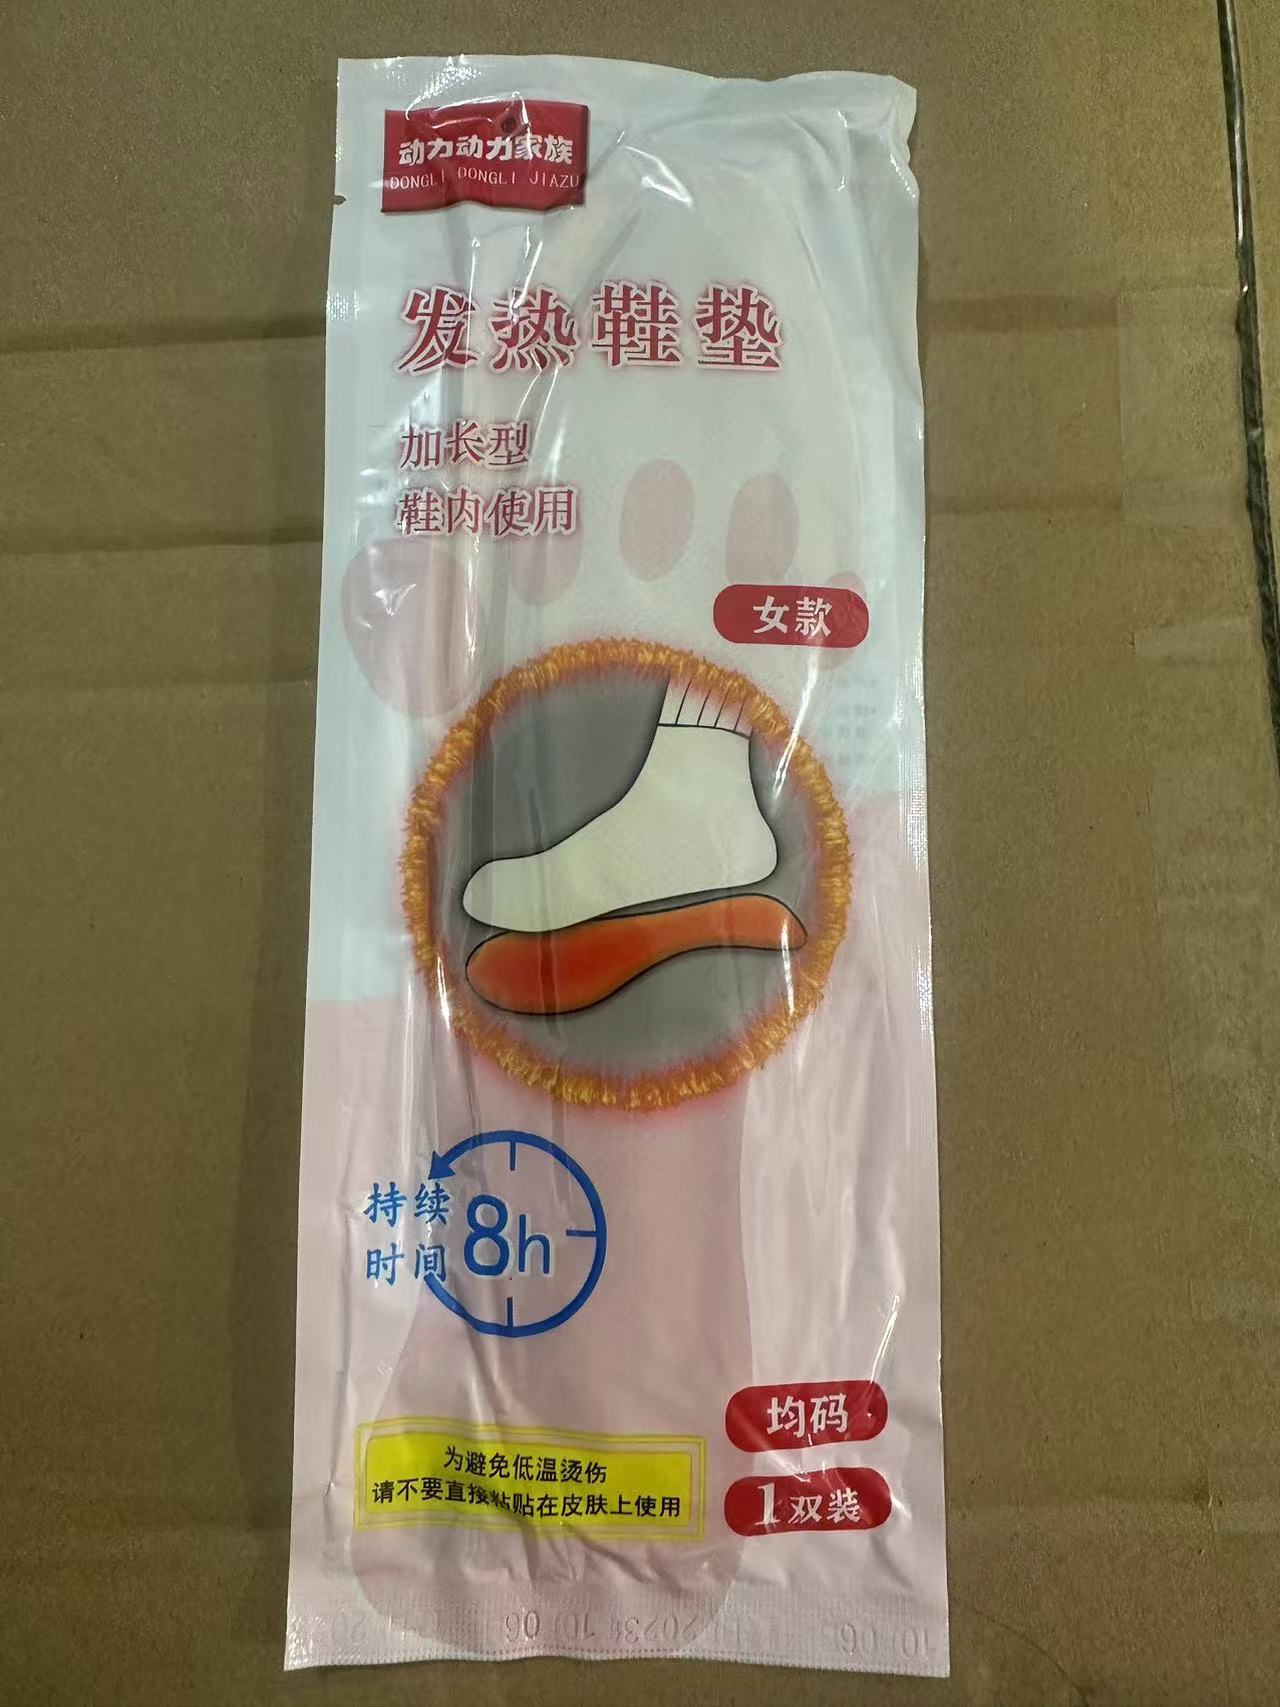 动力动力家族
DONGLI DONGLI JIAZU
发热鞋垫
加长型
鞋内使用
女款
持续
时间
8h
均码
1双装
为避免低温烫伤
请不要直接粘贴在皮肤上使用